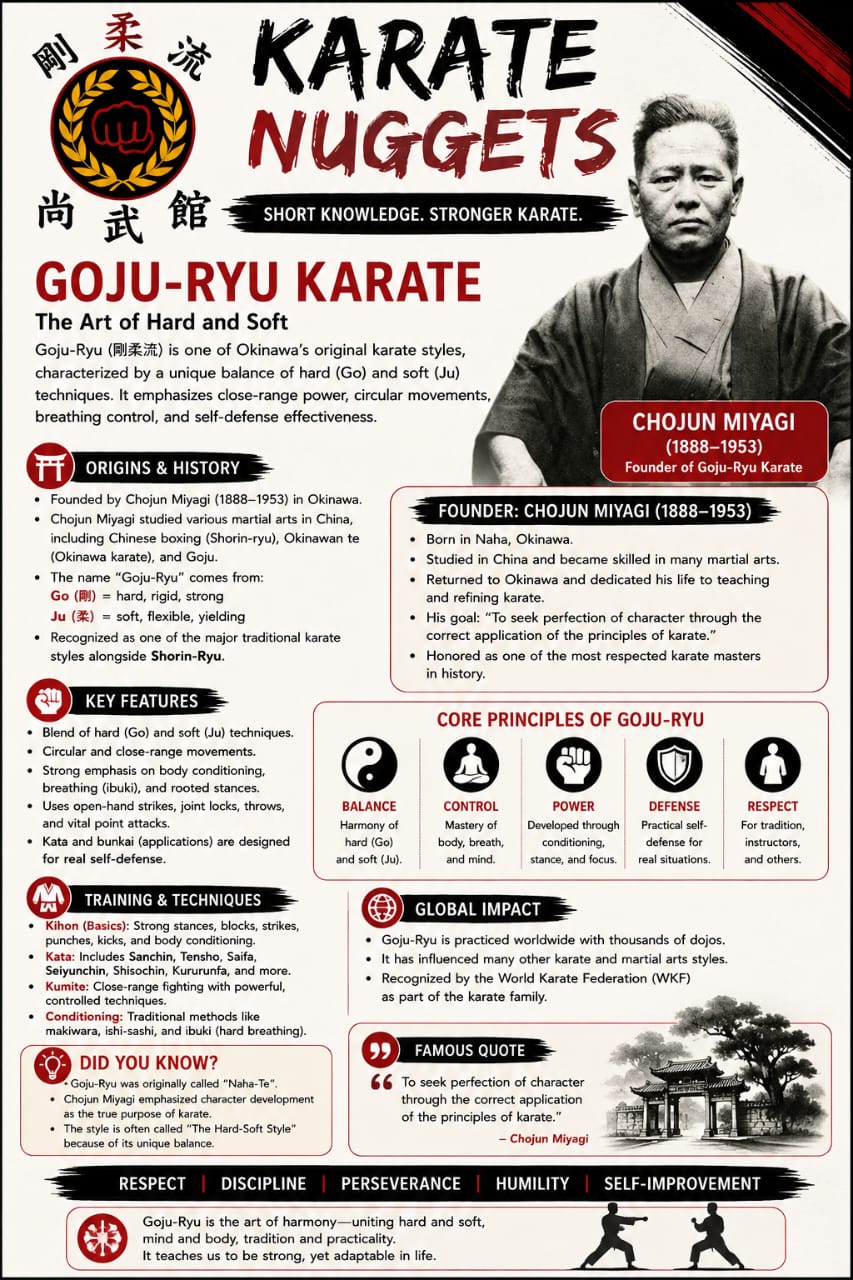 剛 柔 流
尚 武 館
KARATE
NUGGETS
SHORT KNOWLEDGE. STRONGER KARATE.
GOJU-RYU KARATE
The Art of Hard and Soft
Goju-Ryu (剛柔流) is one of Okinawa's original karate styles,
characterized by a unique balance of hard (Go) and soft (Ju)
techniques. It emphasizes close-range power, circular movements,
breathing control, and self-defense effectiveness.
CHOJUN MIYAGI
(1888–1953)
Founder of Goju-Ryu Karate
ORIGINS & HISTORY
• Founded by Chojun Miyagi (1888–1953) in Okinawa.
• Chojun Miyagi studied various martial arts in China,
including Chinese boxing (Shorin-ryu), Okinawan te
(Okinawa karate), and Goju.
• The name "Goju-Ryu" comes from:
Go (剛) = hard, rigid, strong
Ju (柔) = soft, flexible, yielding
• Recognized as one of the major traditional karate
styles alongside Shorin-Ryu.
FOUNDER: CHOJUN MIYAGI (1888–1953)
• Born in Naha, Okinawa.
• Studied in China and became skilled in many martial arts.
• Returned to Okinawa and dedicated his life to teaching
and refining karate.
• His goal: "To seek perfection of character through the
correct application of the principles of karate."
• Honored as one of the most respected karate masters
in history.
KEY FEATURES
• Blend of hard (Go) and soft (Ju) techniques.
• Circular and close-range movements.
• Strong emphasis on body conditioning,
breathing (ibuki), and rooted stances.
• Uses open-hand strikes, joint locks, throws,
and vital point attacks.
• Kata and bunkai (applications) are designed
for real self-defense.
CORE PRINCIPLES OF GOJU-RYU
BALANCE
Harmony of
hard (Go)
and soft (Ju).
CONTROL
Mastery of
body, breath,
and mind.
POWER
Developed through
conditioning,
stance, and focus.
DEFENSE
Practical self-
defense for
real situations.
RESPECT
For tradition,
instructors,
and others.
TRAINING & TECHNIQUES
• Kihon (Basics): Strong stances, blocks, strikes,
punches, kicks, and body conditioning.
• Kata: Includes Sanchin, Tensho, Saifa,
Seiyunchin, Shisochin, Kururunfa, and more.
• Kumite: Close-range fighting with powerful,
controlled techniques.
• Conditioning: Traditional methods like
makiwara, ishi-sashi, and ibuki (hard breathing).
GLOBAL IMPACT
• Goju-Ryu is practiced worldwide with thousands of dojos.
• It has influenced many other karate and martial arts styles.
• Recognized by the World Karate Federation (WKF)
as part of the karate family.
DID YOU KNOW?
• Goju-Ryu was originally called "Naha-Te".
• Chojun Miyagi emphasized character development
as the true purpose of karate.
• The style is often called "The Hard-Soft Style"
because of its unique balance.
FAMOUS QUOTE
“ To seek perfection of character
through the correct application
of the principles of karate.”
– Chojun Miyagi
RESPECT | DISCIPLINE | PERSEVERANCE | HUMILITY | SELF-IMPROVEMENT
Goju-Ryu is the art of harmony—uniting hard and soft,
mind and body, tradition and practicality.
It teaches us to be strong, yet adaptable in life.